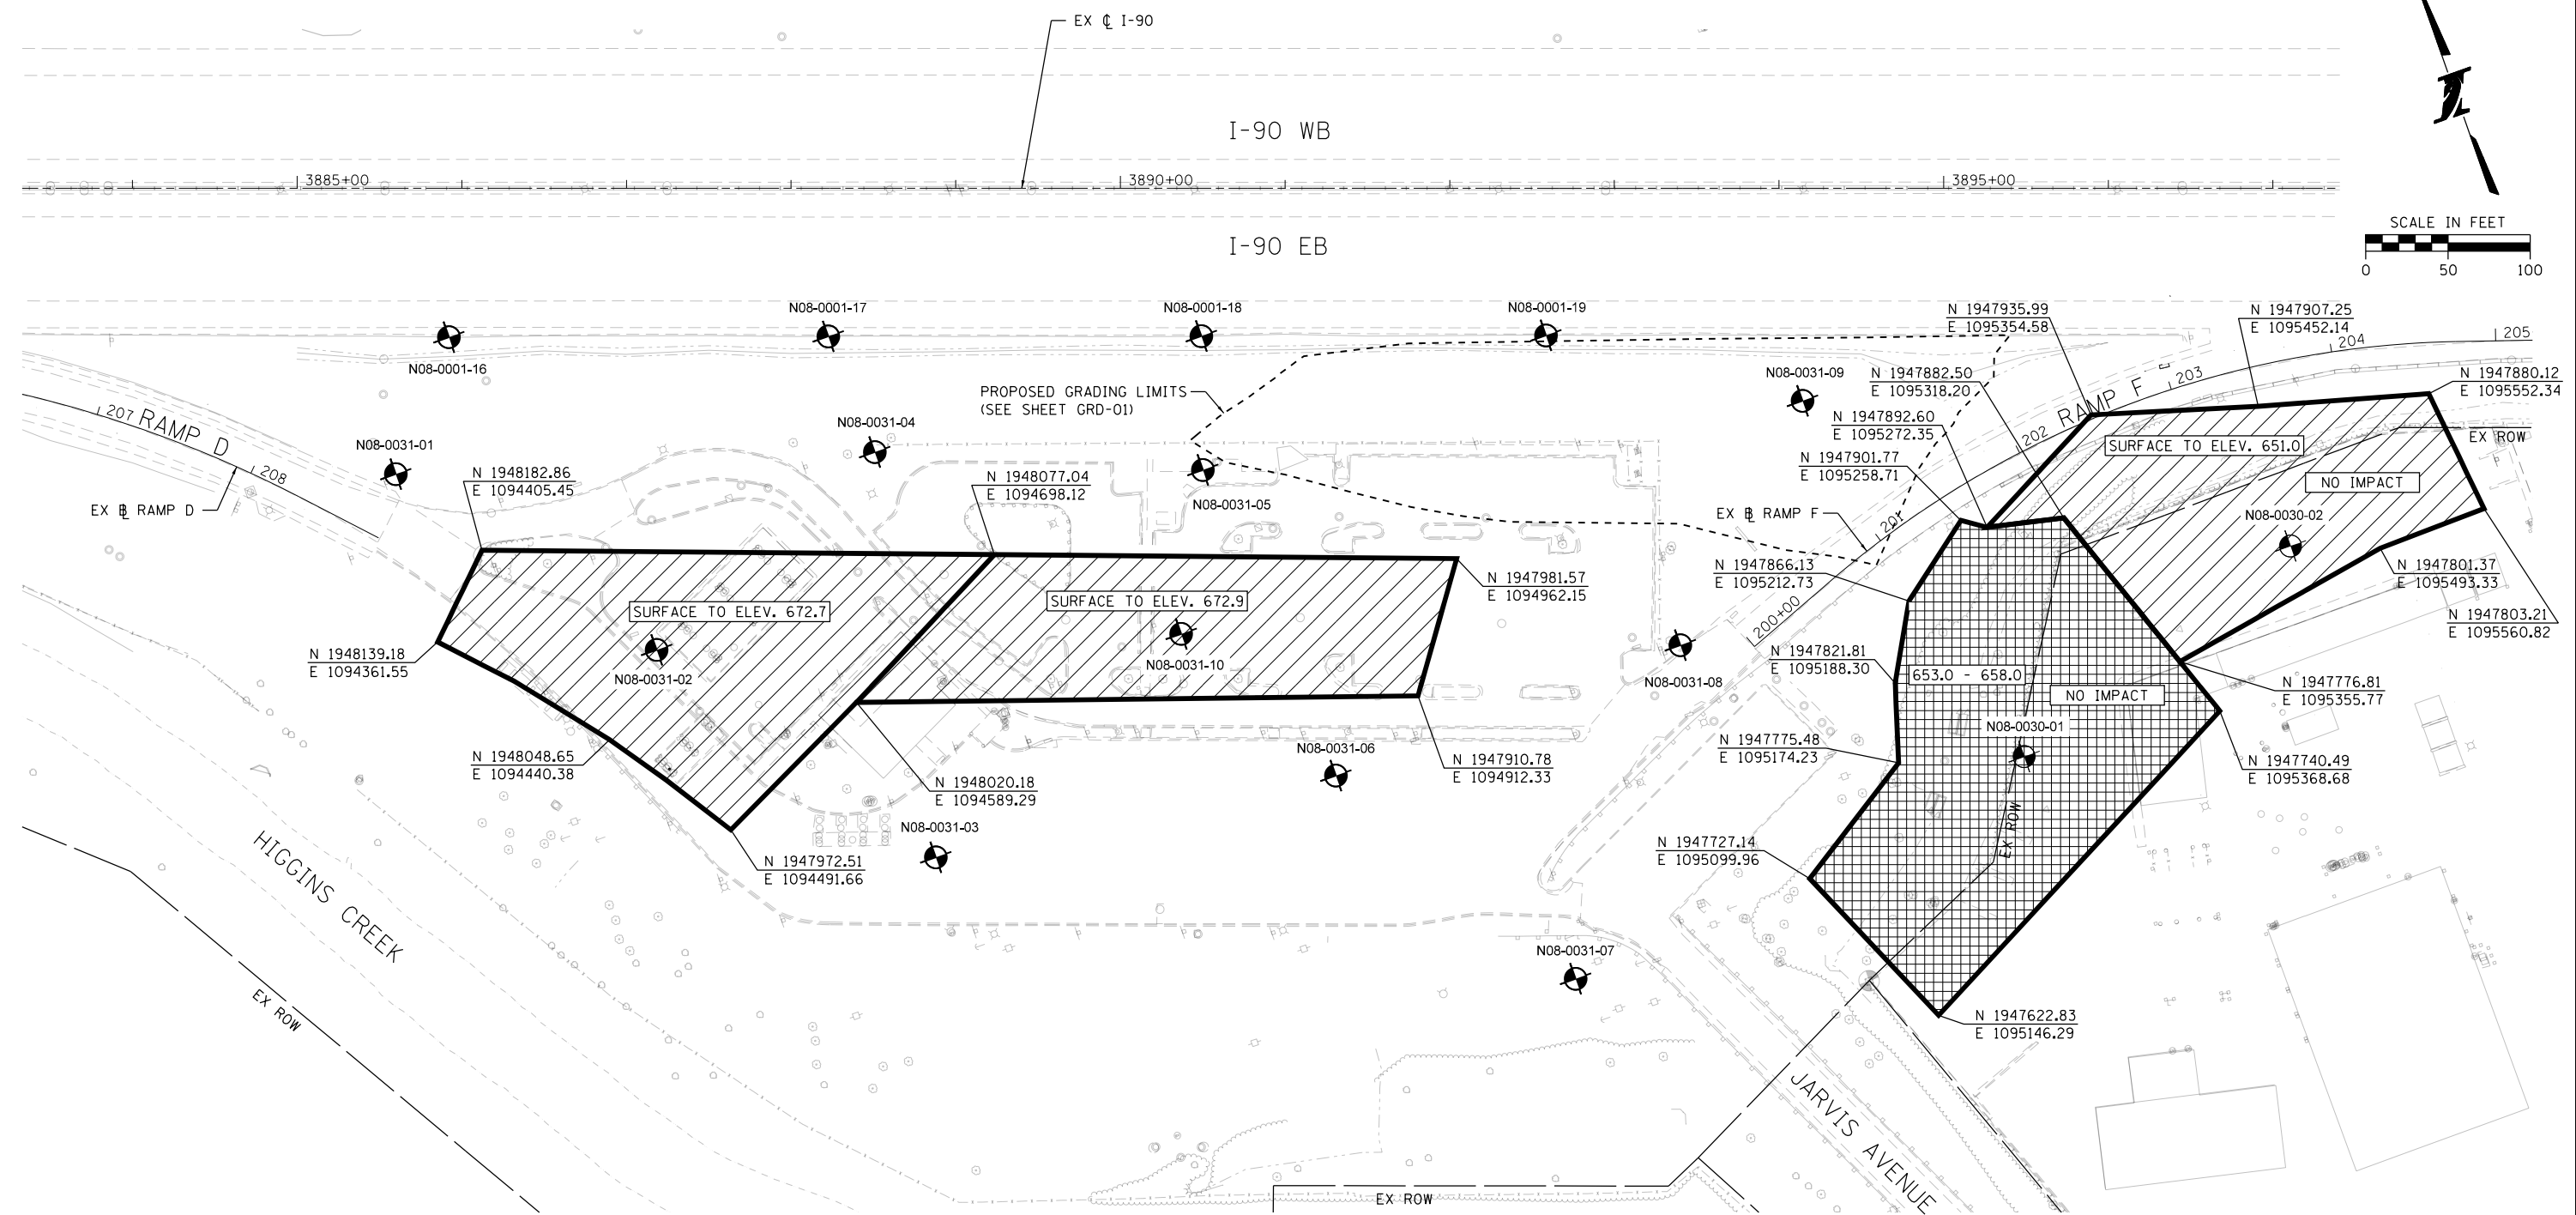 EX ℄ I-90
I-90 WB
3885+00
3890+00
3895+00
I-90 EB
SCALE IN FEET
0 50 100
N08-0001-16
N08-0001-17
N08-0001-18
N08-0001-19
N 1947935.99
E 1095354.58
N 1947907.25
E 1095452.14
205
204
203
202
201
200+00
RAMP F
N08-0031-09
N 1947882.50
E 1095318.20
N 1947880.12
E 1095552.34
PROPOSED GRADING LIMITS
(SEE SHEET GRD-01)
207
RAMP D
208
N08-0031-01
N08-0031-04
N 1947892.60
E 1095272.35
N 1947901.77
E 1095258.71
SURFACE TO ELEV. 651.0
EX ROW
NO IMPACT
N 1948182.86
E 1094405.45
N 1948077.04
E 1094698.12
N08-0031-05
EX B RAMP D
EX B RAMP F
N08-0030-02
N 1947866.13
E 1095212.73
N 1947981.57
E 1094962.15
N 1947801.37
E 1095493.33
SURFACE TO ELEV. 672.7
SURFACE TO ELEV. 672.9
N 1947803.21
E 1095560.82
N 1948139.18
E 1094361.55
N08-0031-02
N08-0031-10
N08-0031-08
N 1947821.81
E 1095188.30
653.0 - 658.0
NO IMPACT
N 1947776.81
E 1095355.77
N08-0030-01
N 1947775.48
E 1095174.23
N 1948048.65
E 1094440.38
N08-0031-06
N 1947910.78
E 1094912.33
N 1947740.49
E 1095368.68
N 1948020.18
E 1094589.29
N08-0031-03
EX ROW
N 1947727.14
E 1095099.96
N 1947972.51
E 1094491.66
HIGGINS CREEK
N08-0031-07
EX ROW
N 1947622.83
E 1095146.29
JARVIS AVENUE
EX ROW